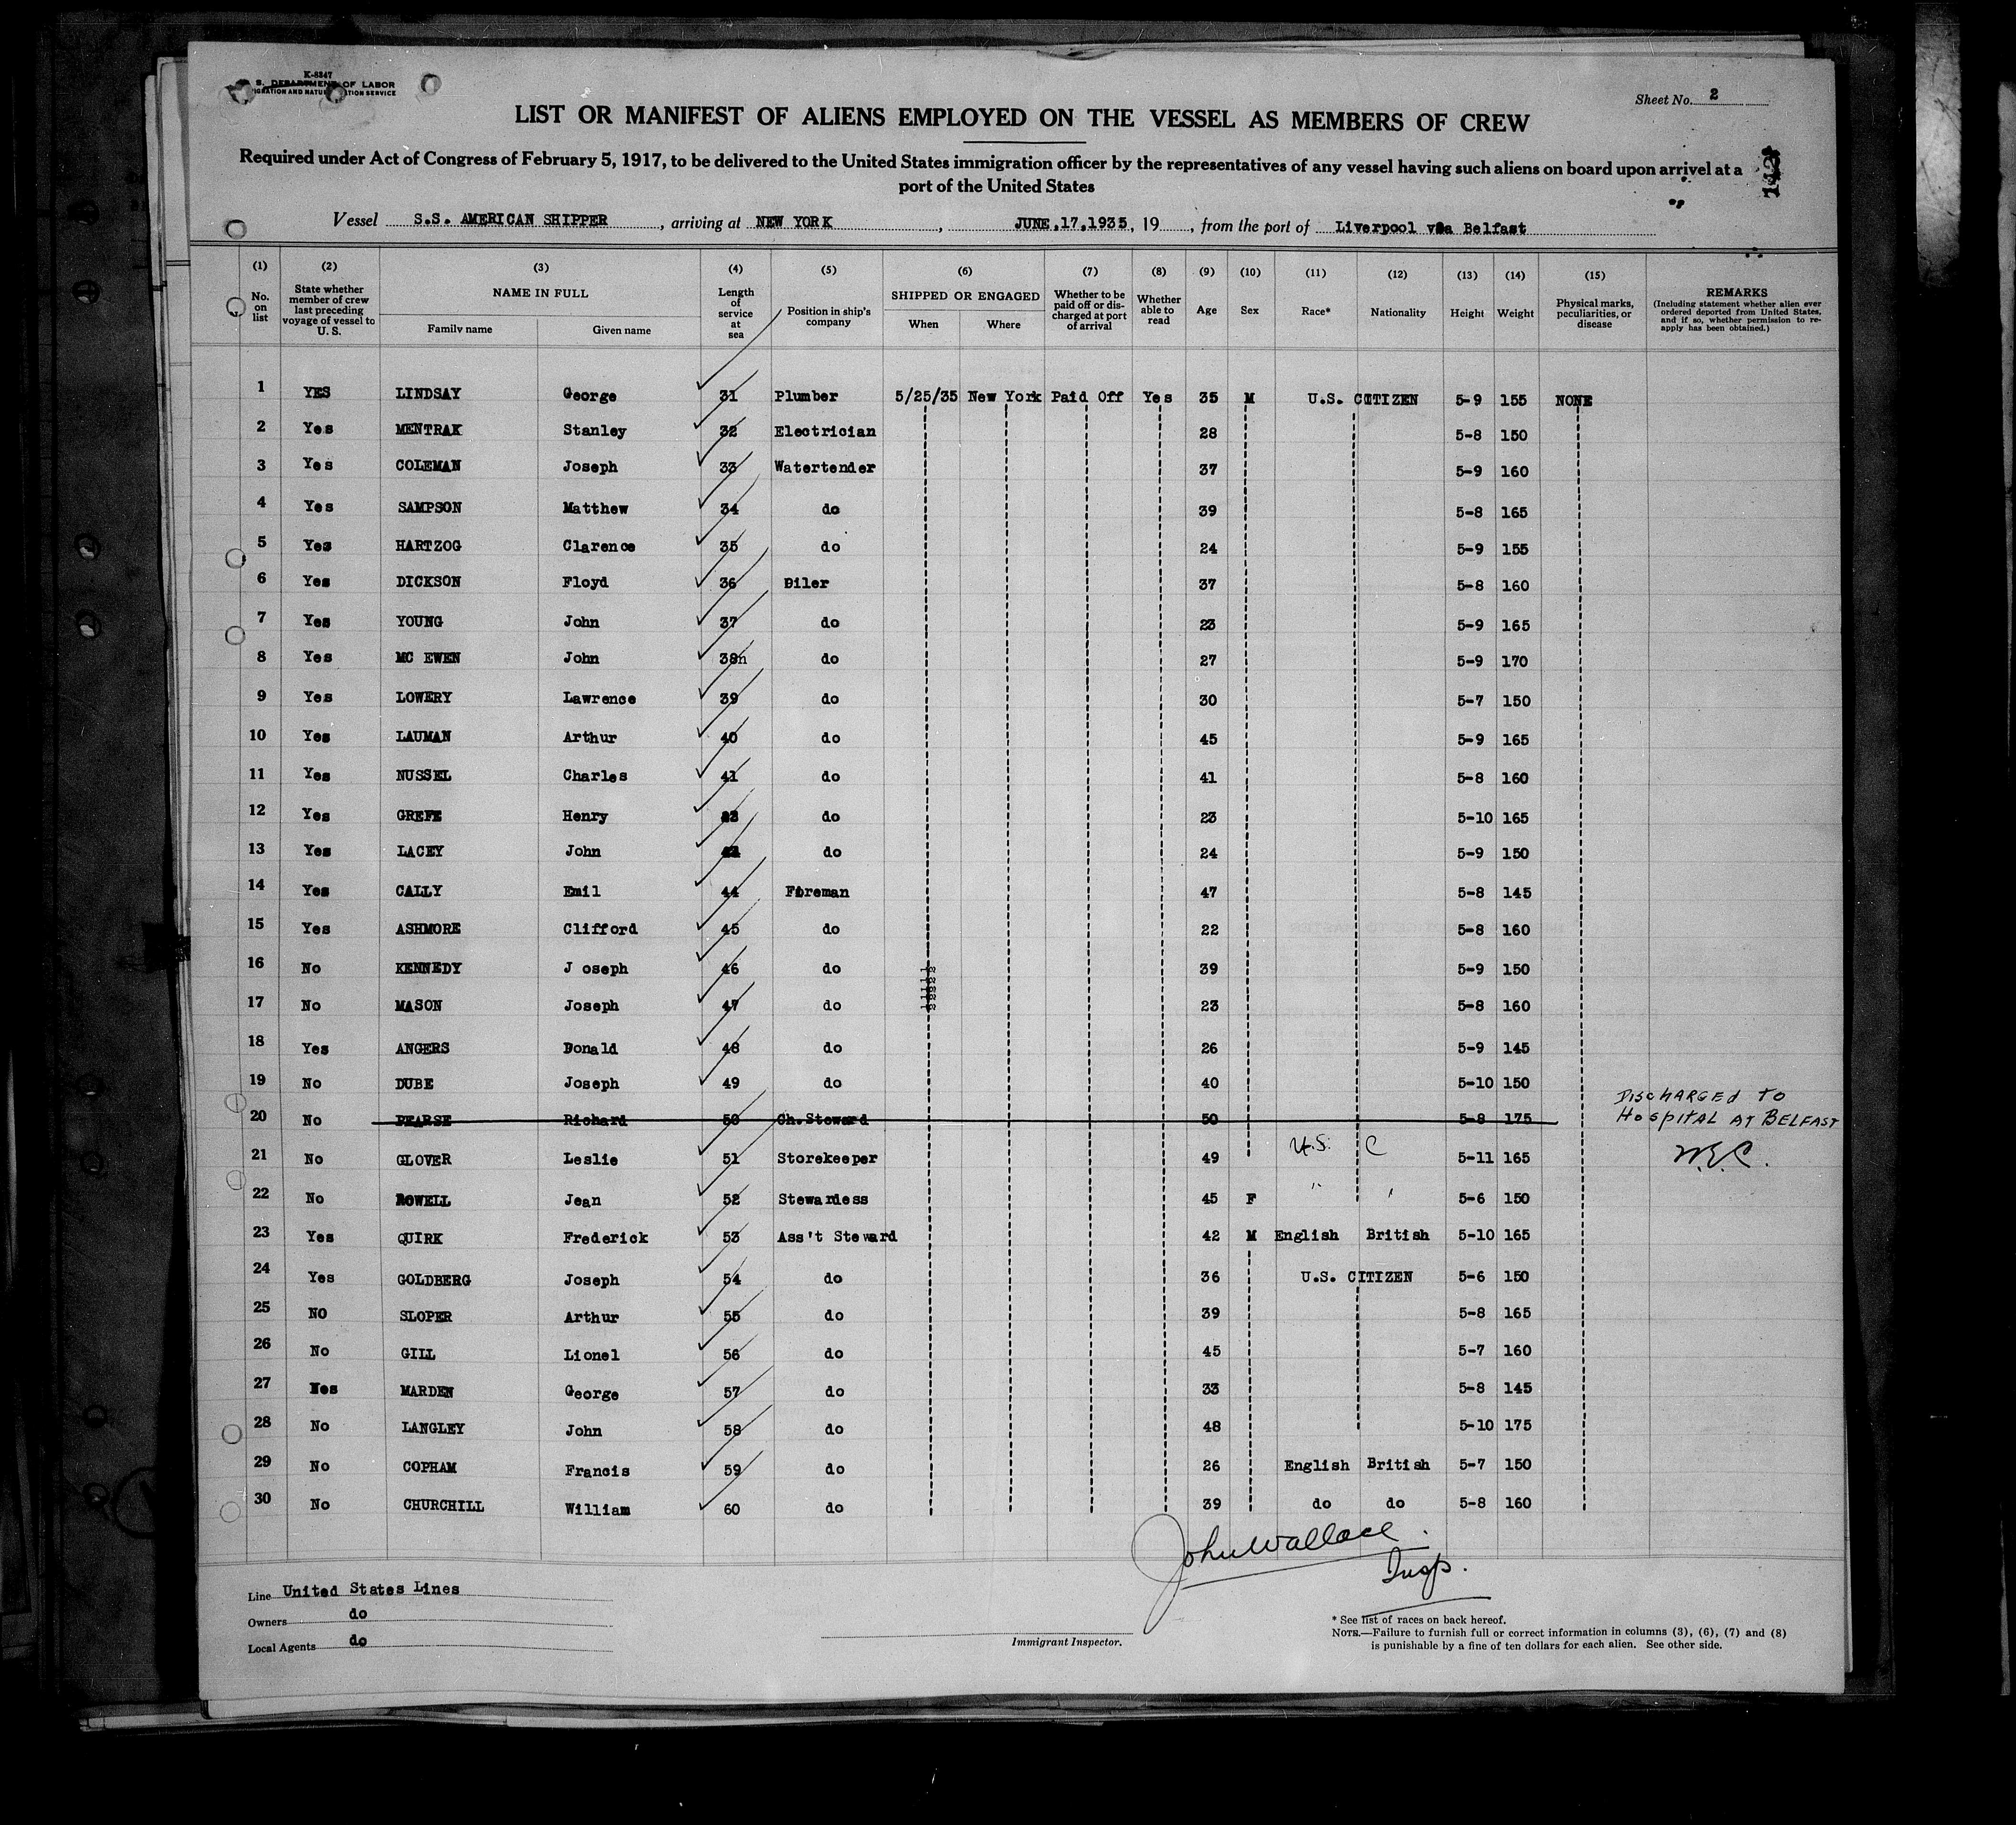 K-8347
S. DEPARTMENT OF LABOR
LIST OR MANIFEST OF ALIENS EMPLOYED ON THE VESSEL AS MEMBERS OF CREW
Sheet No. 2
Required under Act of Congress of February 5, 1917, to be delivered to the United States immigration officer by the representatives of any vessel having such aliens on board upon arrival at a
port of the United States
Vessel S.S. AMERICAN SHIPPER, arriving at NEW YORK, JUNE,17,1935, 19, from the port of Liverpool via Belfast
(1) (2) (3) (4) (5) (6) (7) (8) (9) (10) (11) (12) (13) (14) (15)
No. on list
State whether member of crew last preceding voyage of vessel to U. S.
NAME IN FULL
Family name Given name
Length of service at sea
Position in ship's company
SHIPPED OR ENGAGED
When Where
Whether to be paid off or discharged at port of arrival
Whether able to read
Age Sex Race* Nationality Height Weight
Physical marks, peculiarities, or disease
REMARKS
(Including statement whether alien ever ordered deported from United States, and if so, whether permission to reapply has been obtained.)
1 YES LINDSAY George 31 Plumber 5/25/35 New York Paid Off Yes 35 M U.S. CITIZEN 5-9 155 NONE
2 Yes MENTRAK Stanley 32 Electrician 28 5-8 150
3 Yes COLEMAN Joseph 33 Watertender 37 5-9 160
4 Yes SAMPSON Matthew 34 do 39 5-8 165
5 Yes HARTZOG Clarence 35 do 24 5-9 155
6 Yes DICKSON Floyd 36 Oiler 37 5-8 160
7 Yes YOUNG John 37 do 23 5-9 165
8 Yes MC EWEN John 38n do 27 5-9 170
9 Yes LOWERY Lawrence 39 do 30 5-7 150
10 Yes LAUMAN Arthur 40 do 45 5-9 165
11 Yes NUSSEL Charles 41 do 41 5-8 160
12 Yes GREFE Henry do 23 5-10 165
13 Yes LACEY John do 24 5-9 150
14 Yes CALLY Emil 44 Fireman 47 5-8 145
15 Yes ASHMORE Clifford 45 do 22 5-8 160
16 No KENNEDY J oseph 46 do 39 5-9 150
17 No MASON Joseph 47 do 23 5-8 160
18 Yes ANGERS Donald 48 do 26 5-9 145
19 No DUBE Joseph 49 do 40 5-10 150
20 No PEARSE Richard 50 Ch.Steward 50 5-8 175 DISCHARGED TO
HOSPITAL AT BELFAST
W.E.C.
21 No GLOVER Leslie 51 Storekeeper 49 U.S. C 5-11 165
22 No ROWELL Jean 52 Stewardess 45 F " " 5-6 150
23 Yes QUIRK Frederick 53 Ass't Steward 42 M English British 5-10 165
24 Yes GOLDBERG Joseph 54 do 36 U.S. CITIZEN 5-6 150
25 NO SLOPER Arthur 55 do 39 5-8 165
26 No GILL Lionel 56 do 45 5-7 160
27 Yes MARDEN George 57 do 33 5-8 145
28 No LANGLEY John 58 do 48 5-10 175
29 No COPHAM Francis 59 do 26 English British 5-7 150
30 No CHURCHILL William 60 do 39 do do 5-8 160
John Wallace
Insp.
Line United States Lines
Owners do
Local Agents do
Immigrant Inspector.
* See list of races on back hereof.
NOTE.—Failure to furnish full or correct information in columns (3), (6), (7) and (8)
is punishable by a fine of ten dollars for each alien. See other side.